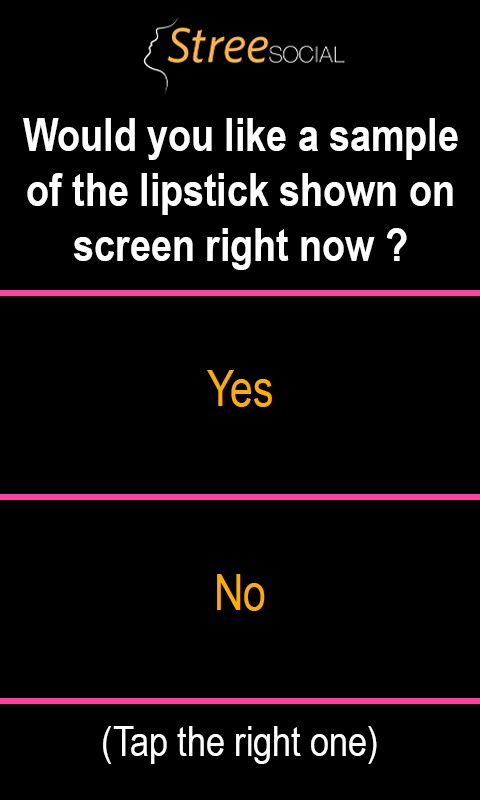 Stree SOCIAL
Would you like a sample
of the lipstick shown on
screen right now ?
Yes
No
(Tap the right one)